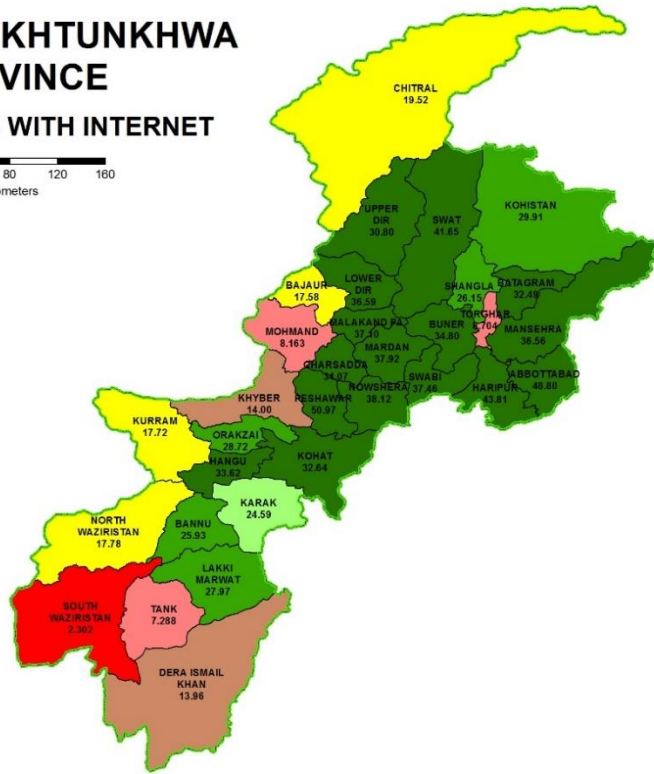 KHTUNKHWA
VINCE
WITH INTERNET
80 120 160
meters
CHITRAL
19.52
KOHISTAN
29.91
UPPER
DIR
30.80
SWAT
41.65
LOWER
DIR
36.59
SHANGLA
26.15
BATAGRAM
32.49
BAJAUR
17.58
TORGHAR
.704
MOHMAND
8.163
MALAKAND PA
37.10
BUNER
34.80
MANSEHRA
36.56
MARDAN
37.92
CHARSADDA
34.07
SWABI
37.46
ABBOTTABAD
48.80
NOWSHERA
38.12
HARIPUR
43.81
KHYBER
14.00
PESHAWAR
50.97
KURRAM
17.72
ORAKZAI
28.72
HANGU
33.62
KOHAT
32.64
KARAK
24.59
NORTH
WAZIRISTAN
17.78
BANNU
25.93
LAKKI
MARWAT
27.97
SOUTH
WAZIRISTAN
2.302
TANK
7.288
DERA ISMAIL
KHAN
13.96